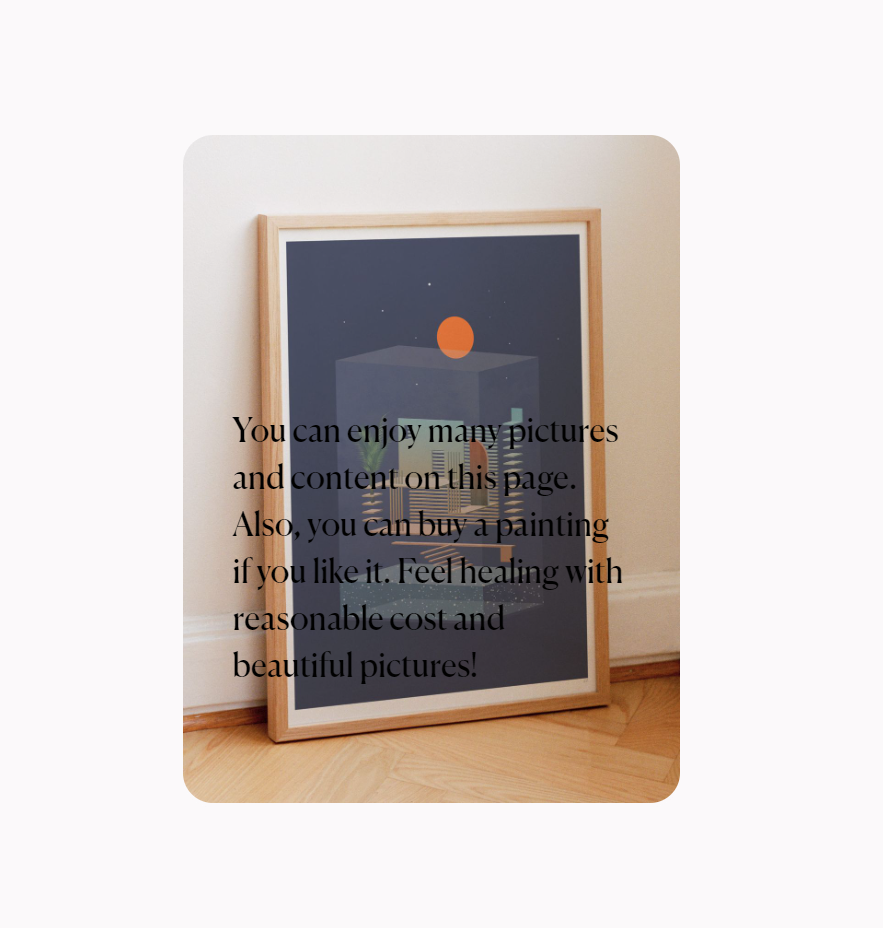 You can enjoy many pictures
and content on this page.
Also, you can buy a painting
if you like it. Feel healing with
reasonable cost and
beautiful pictures!